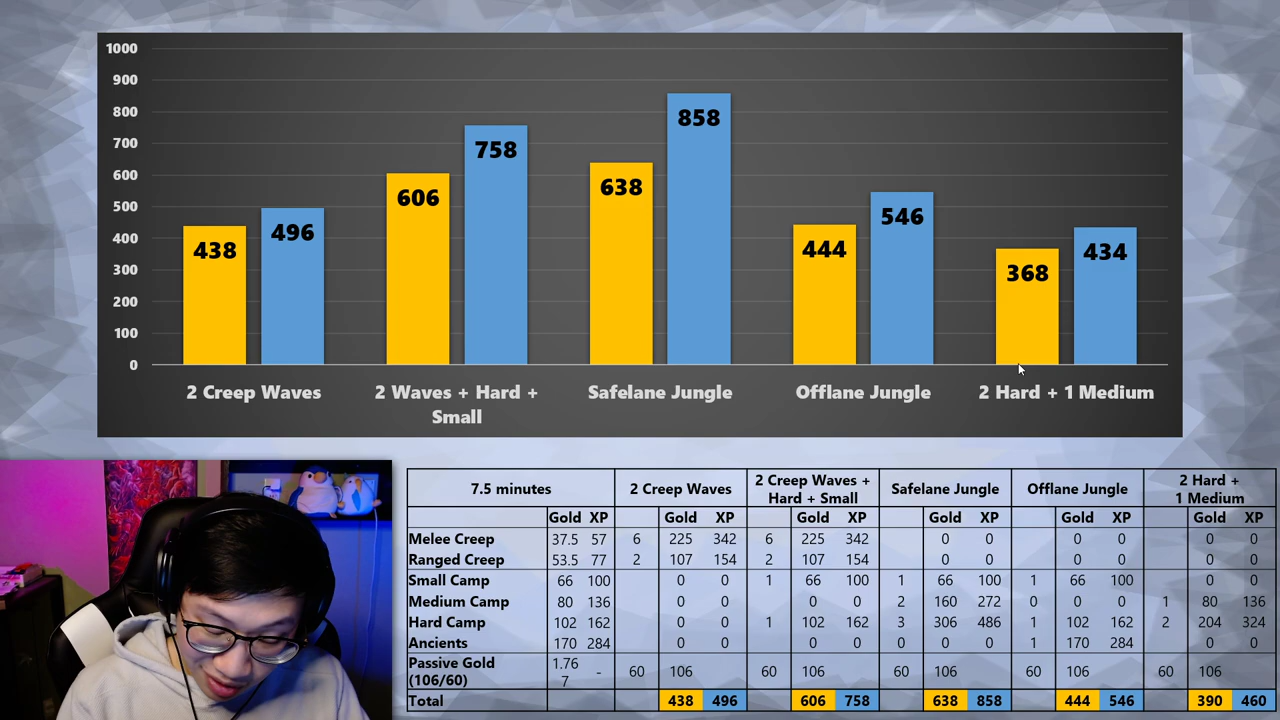 1000
900
800
700
600
500
400
300
200
100
0
438
496
606
758
638
858
444
546
368
434
2 Creep Waves
2 Waves + Hard +
Small
Safelane Jungle
Offlane Jungle
2 Hard + 1 Medium
7.5 minutes 2 Creep Waves 2 Creep Waves + Hard + Small Safelane Jungle Offlane Jungle 2 Hard + 1 Medium
Gold XP Gold XP Gold XP Gold XP Gold XP Gold XP
Melee Creep 37.5 57 6 225 342 6 225 342 0 0 0 0 0 0
Ranged Creep 53.5 77 2 107 154 2 107 154 0 0 0 0 0 0
Small Camp 66 100 0 0 1 66 100 1 66 100 1 66 100 0 0
Medium Camp 80 136 0 0 0 0 2 160 272 0 0 1 80 136
Hard Camp 102 162 0 0 1 102 162 3 306 486 1 102 162 2 204 324
Ancients 170 284 0 0 0 0 0 0 1 170 284 0 0
Passive Gold (106/60) 1.767 - 60 106 60 106 60 106 60 106 60 106
Total 438 496 606 758 638 858 444 546 390 460